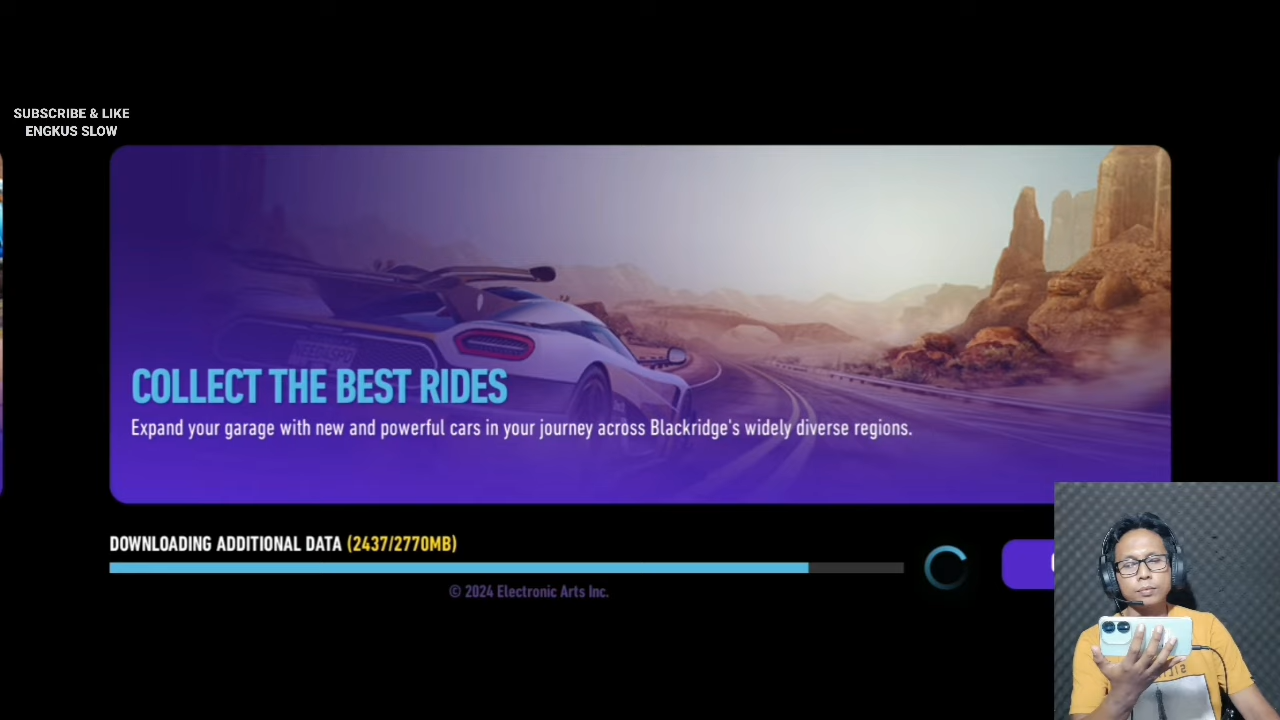 SUBSCRIBE & LIKE
ENGKUS SLOW
COLLECT THE BEST RIDES
Expand your garage with new and powerful cars in your journey across Blackridge's widely diverse regions.
DOWNLOADING ADDITIONAL DATA (2437/2770MB)
© 2024 Electronic Arts Inc.